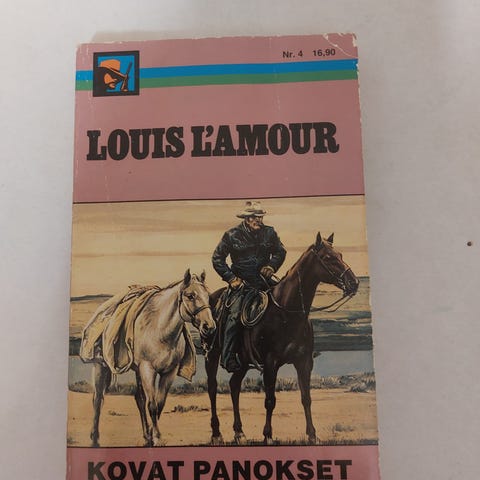 Nr. 4 16,90
LOUIS L'AMOUR
KOVAT PANOKSET